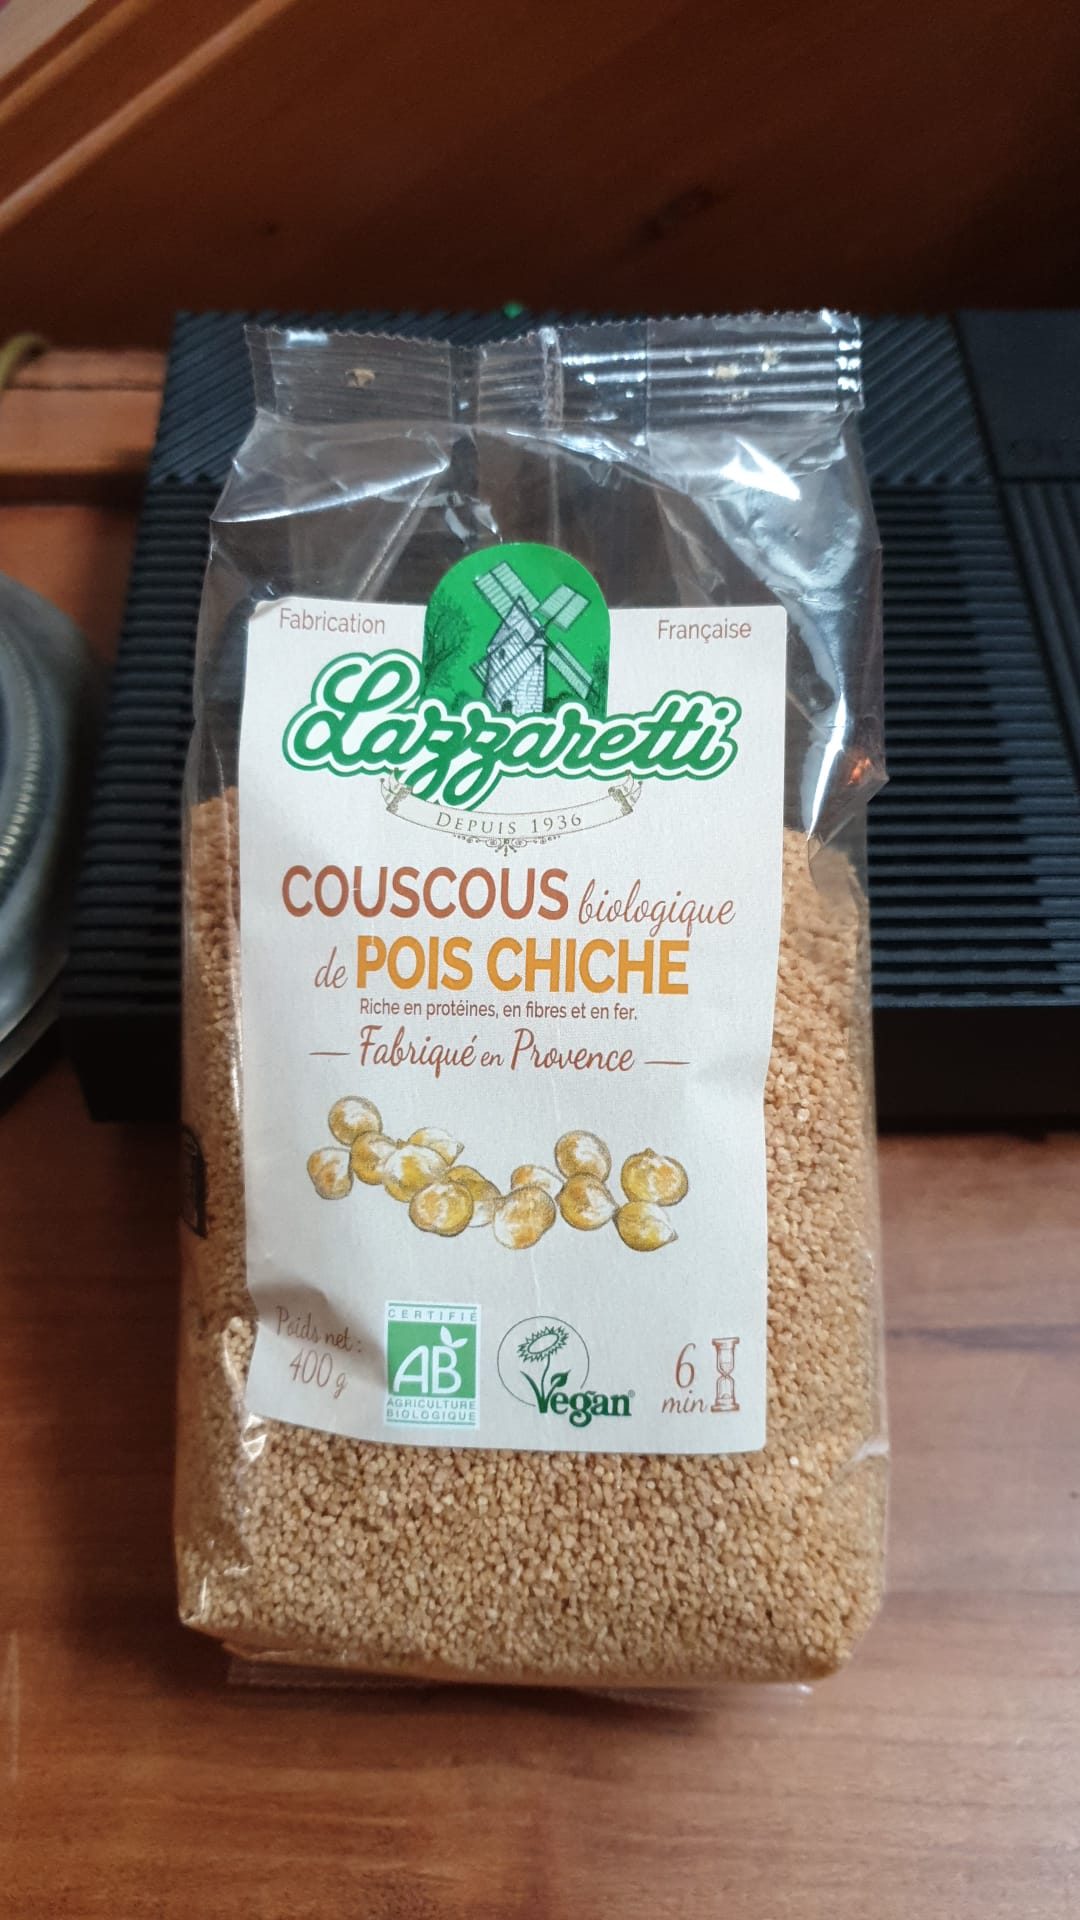 Fabrication Française
Lazzaretti
DEPUIS 1936
COUSCOUS biologique
de POIS CHICHE
Riche en protéines, en fibres et en fer.
— Fabriqué en Provence —
Poids net :
400 g
CERTIFIÉ
AB
AGRICULTURE
BIOLOGIQUE
Vegan
6
min